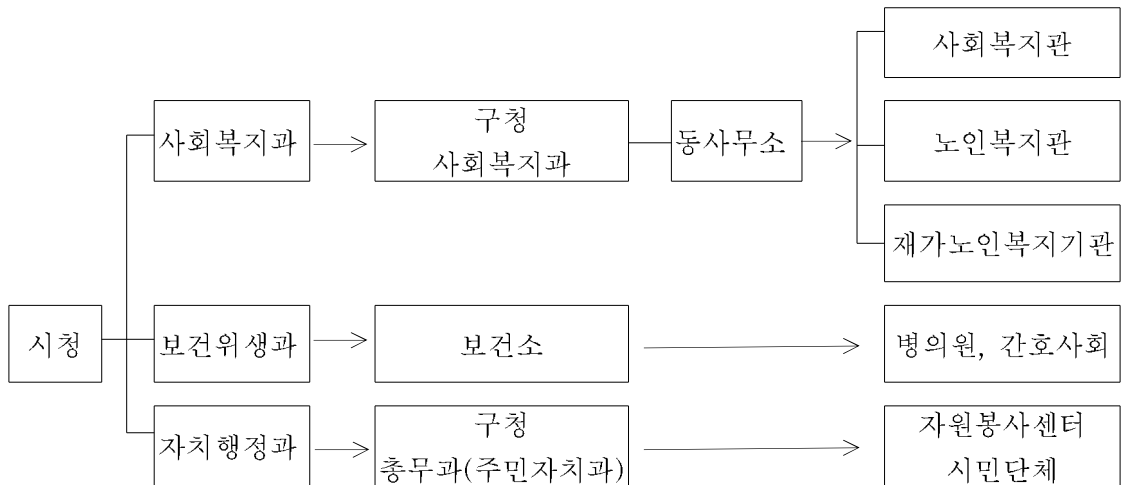 사회복지관
사회복지과
구청
사회복지과
동사무소
노인복지관
재가노인복지기관
시청
보건위생과
보건소
병의원, 간호사회
자치행정과
구청
총무과(주민자치과)
자원봉사센터
시민단체